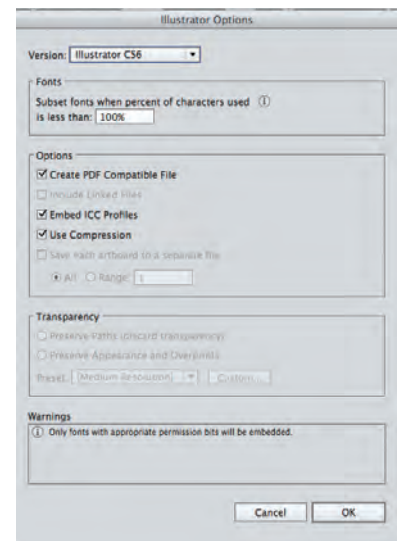 Illustrator Options
Version: Illustrator CS6
Fonts
Subset fonts when percent of characters used
is less than: 100%
Options
Create PDF Compatible File
Include Linked Files
Embed ICC Profiles
Use Compression
Save each artboard to a separate file
All Range: 1
Transparency
Preserve Paths (discard transparency)
Preserve Appearance and Overprints
Preset: [Medium Resolution] Custom...
Warnings
Only fonts with appropriate permission bits will be embedded.
Cancel OK